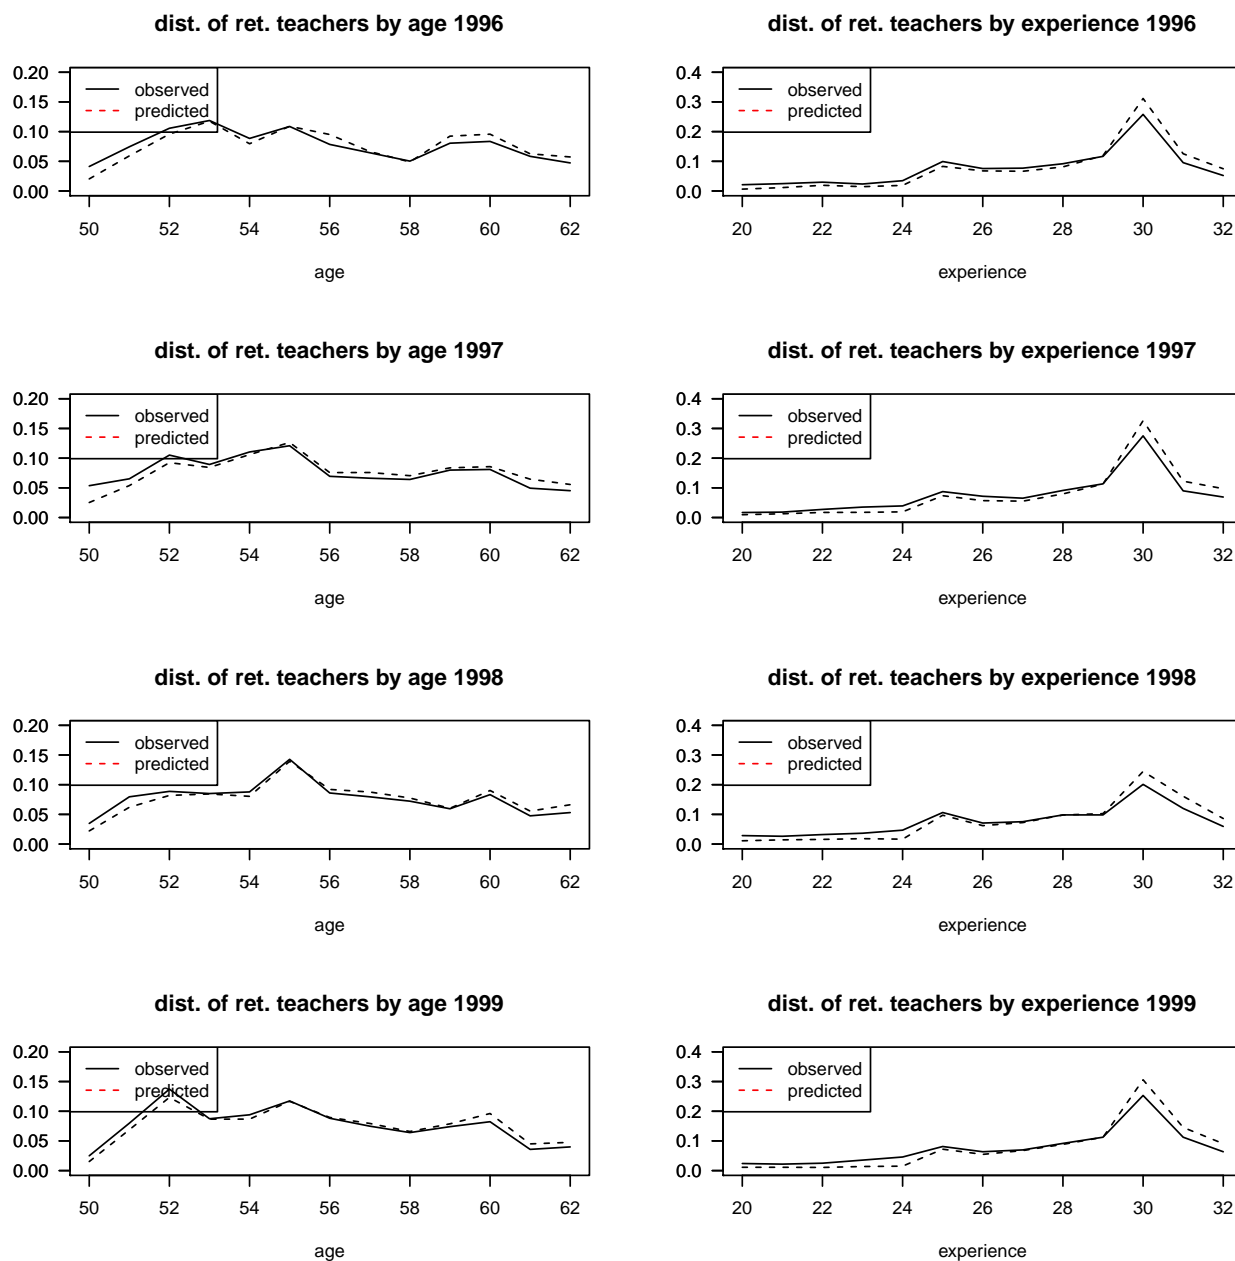 dist. of ret. teachers by age 1996
0.20
0.15
0.10
0.05
0.00
observed
predicted
50 52 54 56 58 60 62
age
dist. of ret. teachers by experience 1996
0.4
0.3
0.2
0.1
0.0
observed
predicted
20 22 24 26 28 30 32
experience
dist. of ret. teachers by age 1997
0.20
0.15
0.10
0.05
0.00
observed
predicted
50 52 54 56 58 60 62
age
dist. of ret. teachers by experience 1997
0.4
0.3
0.2
0.1
0.0
observed
predicted
20 22 24 26 28 30 32
experience
dist. of ret. teachers by age 1998
0.20
0.15
0.10
0.05
0.00
observed
predicted
50 52 54 56 58 60 62
age
dist. of ret. teachers by experience 1998
0.4
0.3
0.2
0.1
0.0
observed
predicted
20 22 24 26 28 30 32
experience
dist. of ret. teachers by age 1999
0.20
0.15
0.10
0.05
0.00
observed
predicted
50 52 54 56 58 60 62
age
dist. of ret. teachers by experience 1999
0.4
0.3
0.2
0.1
0.0
observed
predicted
20 22 24 26 28 30 32
experience